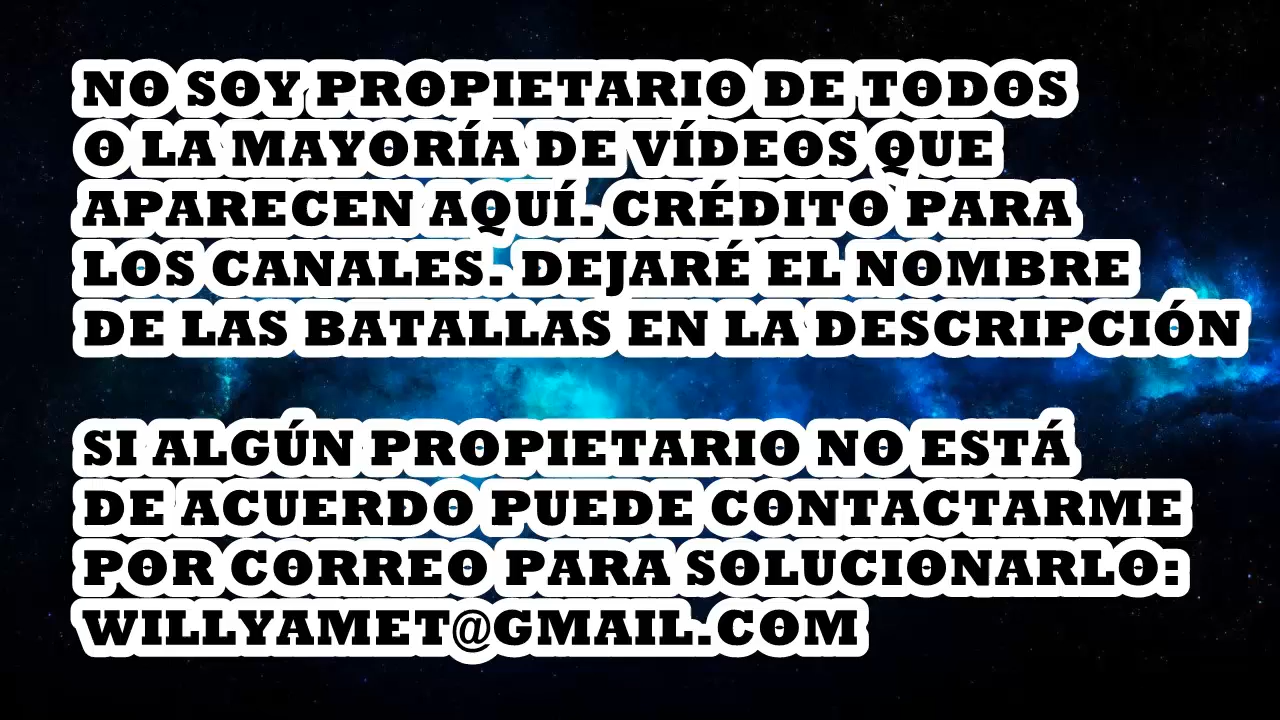 NO SOY PROPIETARIO DE TODOS
O LA MAYORÍA DE VÍDEOS QUE
APARECEN AQUÍ. CRÉDITO PARA
LOS CANALES. DEJARÉ EL NOMBRE
DE LAS BATALLAS EN LA DESCRIPCIÓN
SI ALGÚN PROPIETARIO NO ESTÁ
DE ACUERDO PUEDE CONTACTARME
POR CORREO PARA SOLUCIONARLO:
WILLYAMET@GMAIL.COM